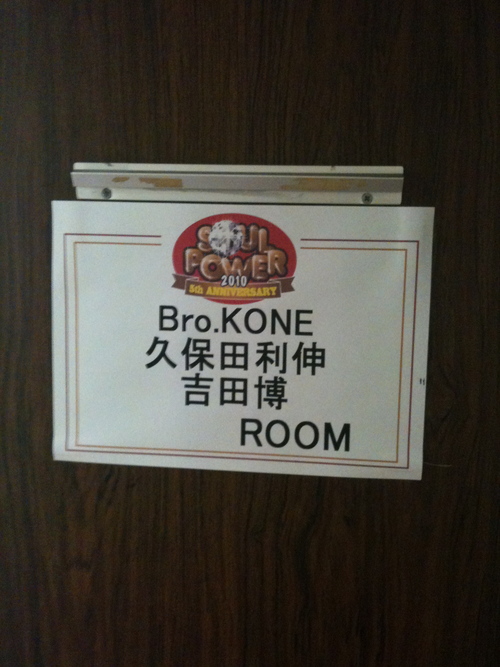 SOUL
POWER
2010
5th ANNIVERSARY
Bro.KONE
久保田利伸
吉田博
ROOM